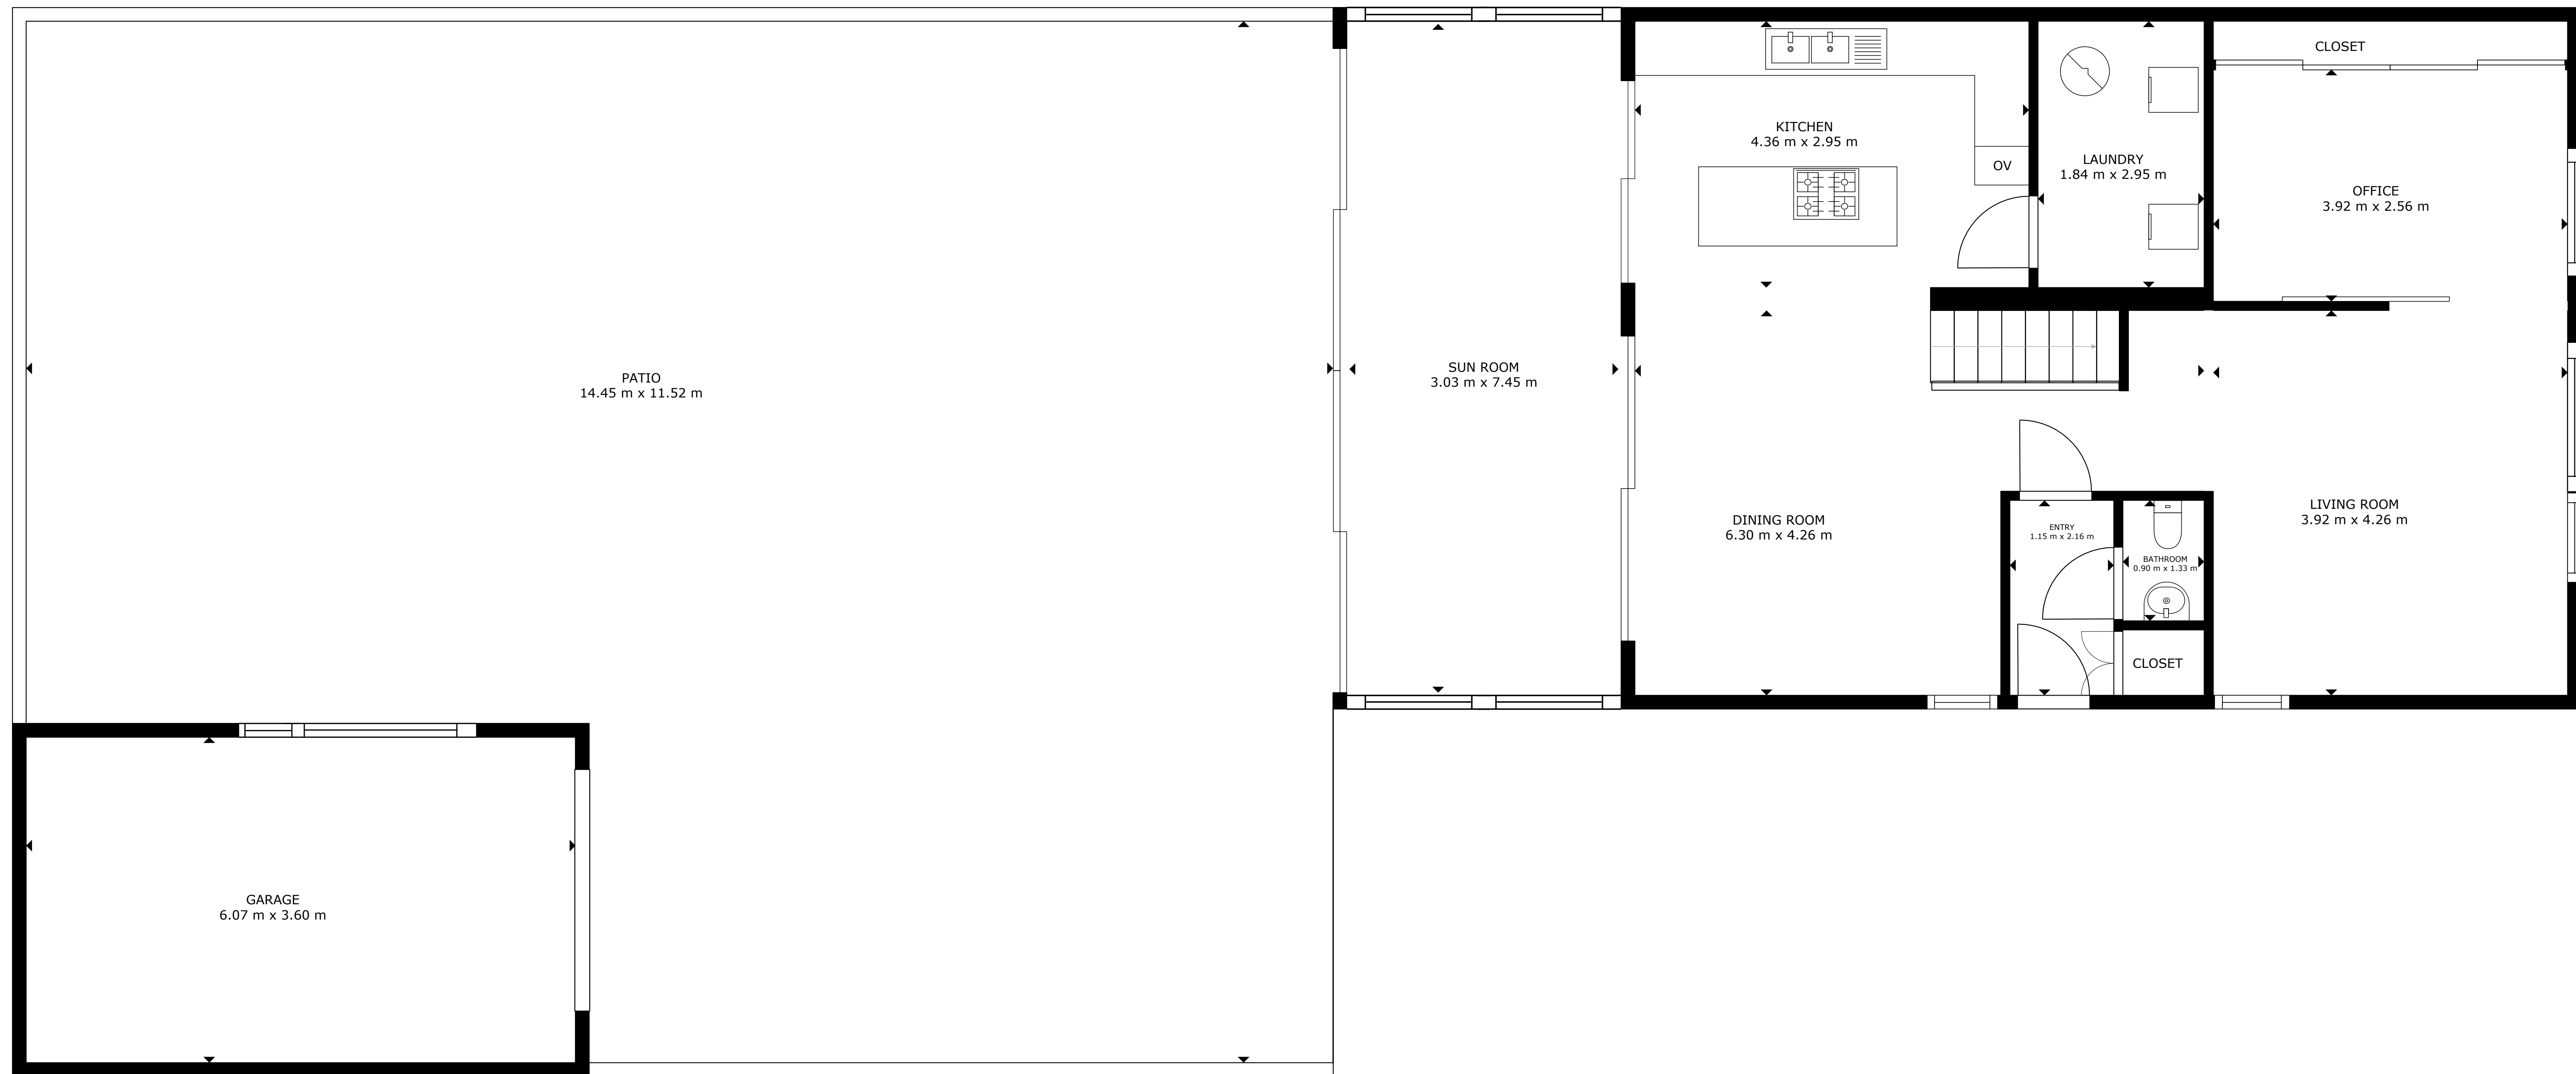 CLOSET
KITCHEN
4.36 m x 2.95 m
OV
LAUNDRY
1.84 m x 2.95 m
OFFICE
3.92 m x 2.56 m
PATIO
14.45 m x 11.52 m
SUN ROOM
3.03 m x 7.45 m
DINING ROOM
6.30 m x 4.26 m
ENTRY
1.15 m x 2.16 m
BATHROOM
0.90 m x 1.33 m
LIVING ROOM
3.92 m x 4.26 m
CLOSET
GARAGE
6.07 m x 3.60 m